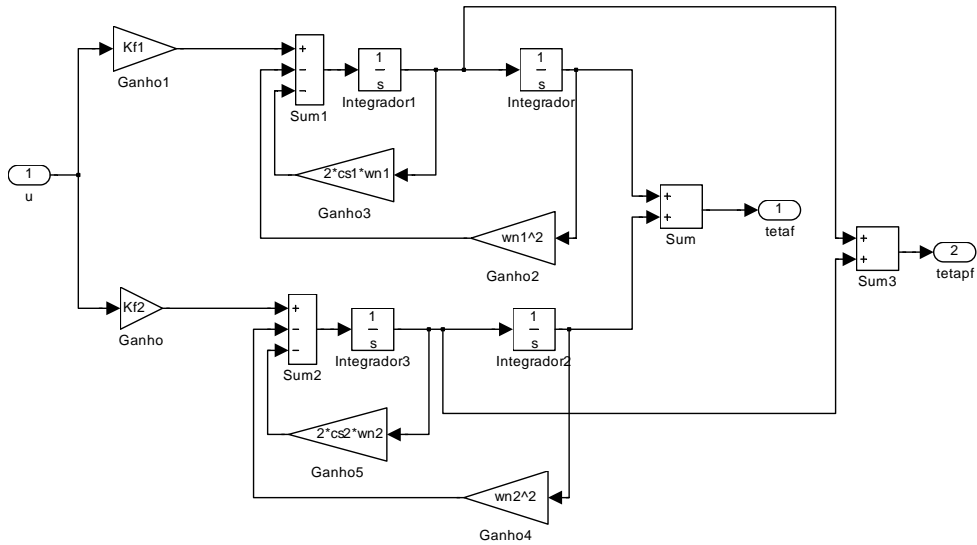 Kf1
Ganho1
+
−
−
Sum1
1
s
Integrador1
1
s
Integrador
2*cs1*wn1
Ganho3
wn1^2
Ganho2
1
u
+
+
Sum
1
tetaf
+
+
Sum3
2
tetapf
Kf2
Ganho
+
−
−
Sum2
1
s
Integrador3
1
s
Integrador2
2*cs2*wn2
Ganho5
wn2^2
Ganho4